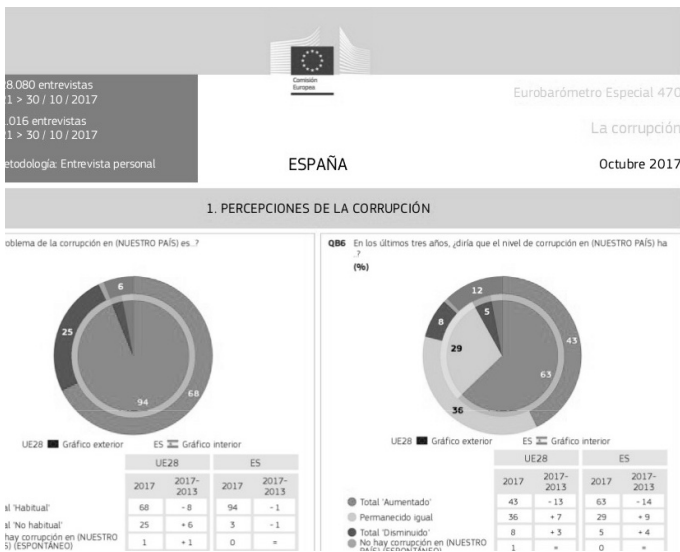 Comisión
Europea
8.080 entrevistas
21 > 30 / 10 / 2017
.016 entrevistas
21 > 30 / 10 / 2017
etodología: Entrevista personal
Eurobarómetro Especial 470
La corrupción
ESPAÑA
Octubre 2017
1. PERCEPCIONES DE LA CORRUPCIÓN
oblema de la corrupción en (NUESTRO PAÍS) es..?
6
25
68
94
UE28 Gráfico exterior ES Gráfico interior
UE28 ES
2017 2017-2013 2017 2017-2013
al 'Habitual' 68 - 8 94 - 1
al 'No habitual' 25 + 6 3 - 1
hay corrupción en (NUESTRO
S) (ESPONTÁNEO) 1 + 1 0 =
QB6 En los últimos tres años, ¿diría que el nivel de corrupción en (NUESTRO PAÍS) ha
.?
(%)
12
8
5
43
29
63
36
UE28 Gráfico exterior ES Gráfico interior
UE28 ES
2017 2017-2013 2017 2017-2013
Total 'Aumentado' 43 - 13 63 - 14
Permanecido igual 36 + 7 29 + 9
Total 'Disminuido' 8 + 3 5 + 4
No hay corrupción en (NUESTRO
PAÍS) (ESPONTÁNEO) 1 = =